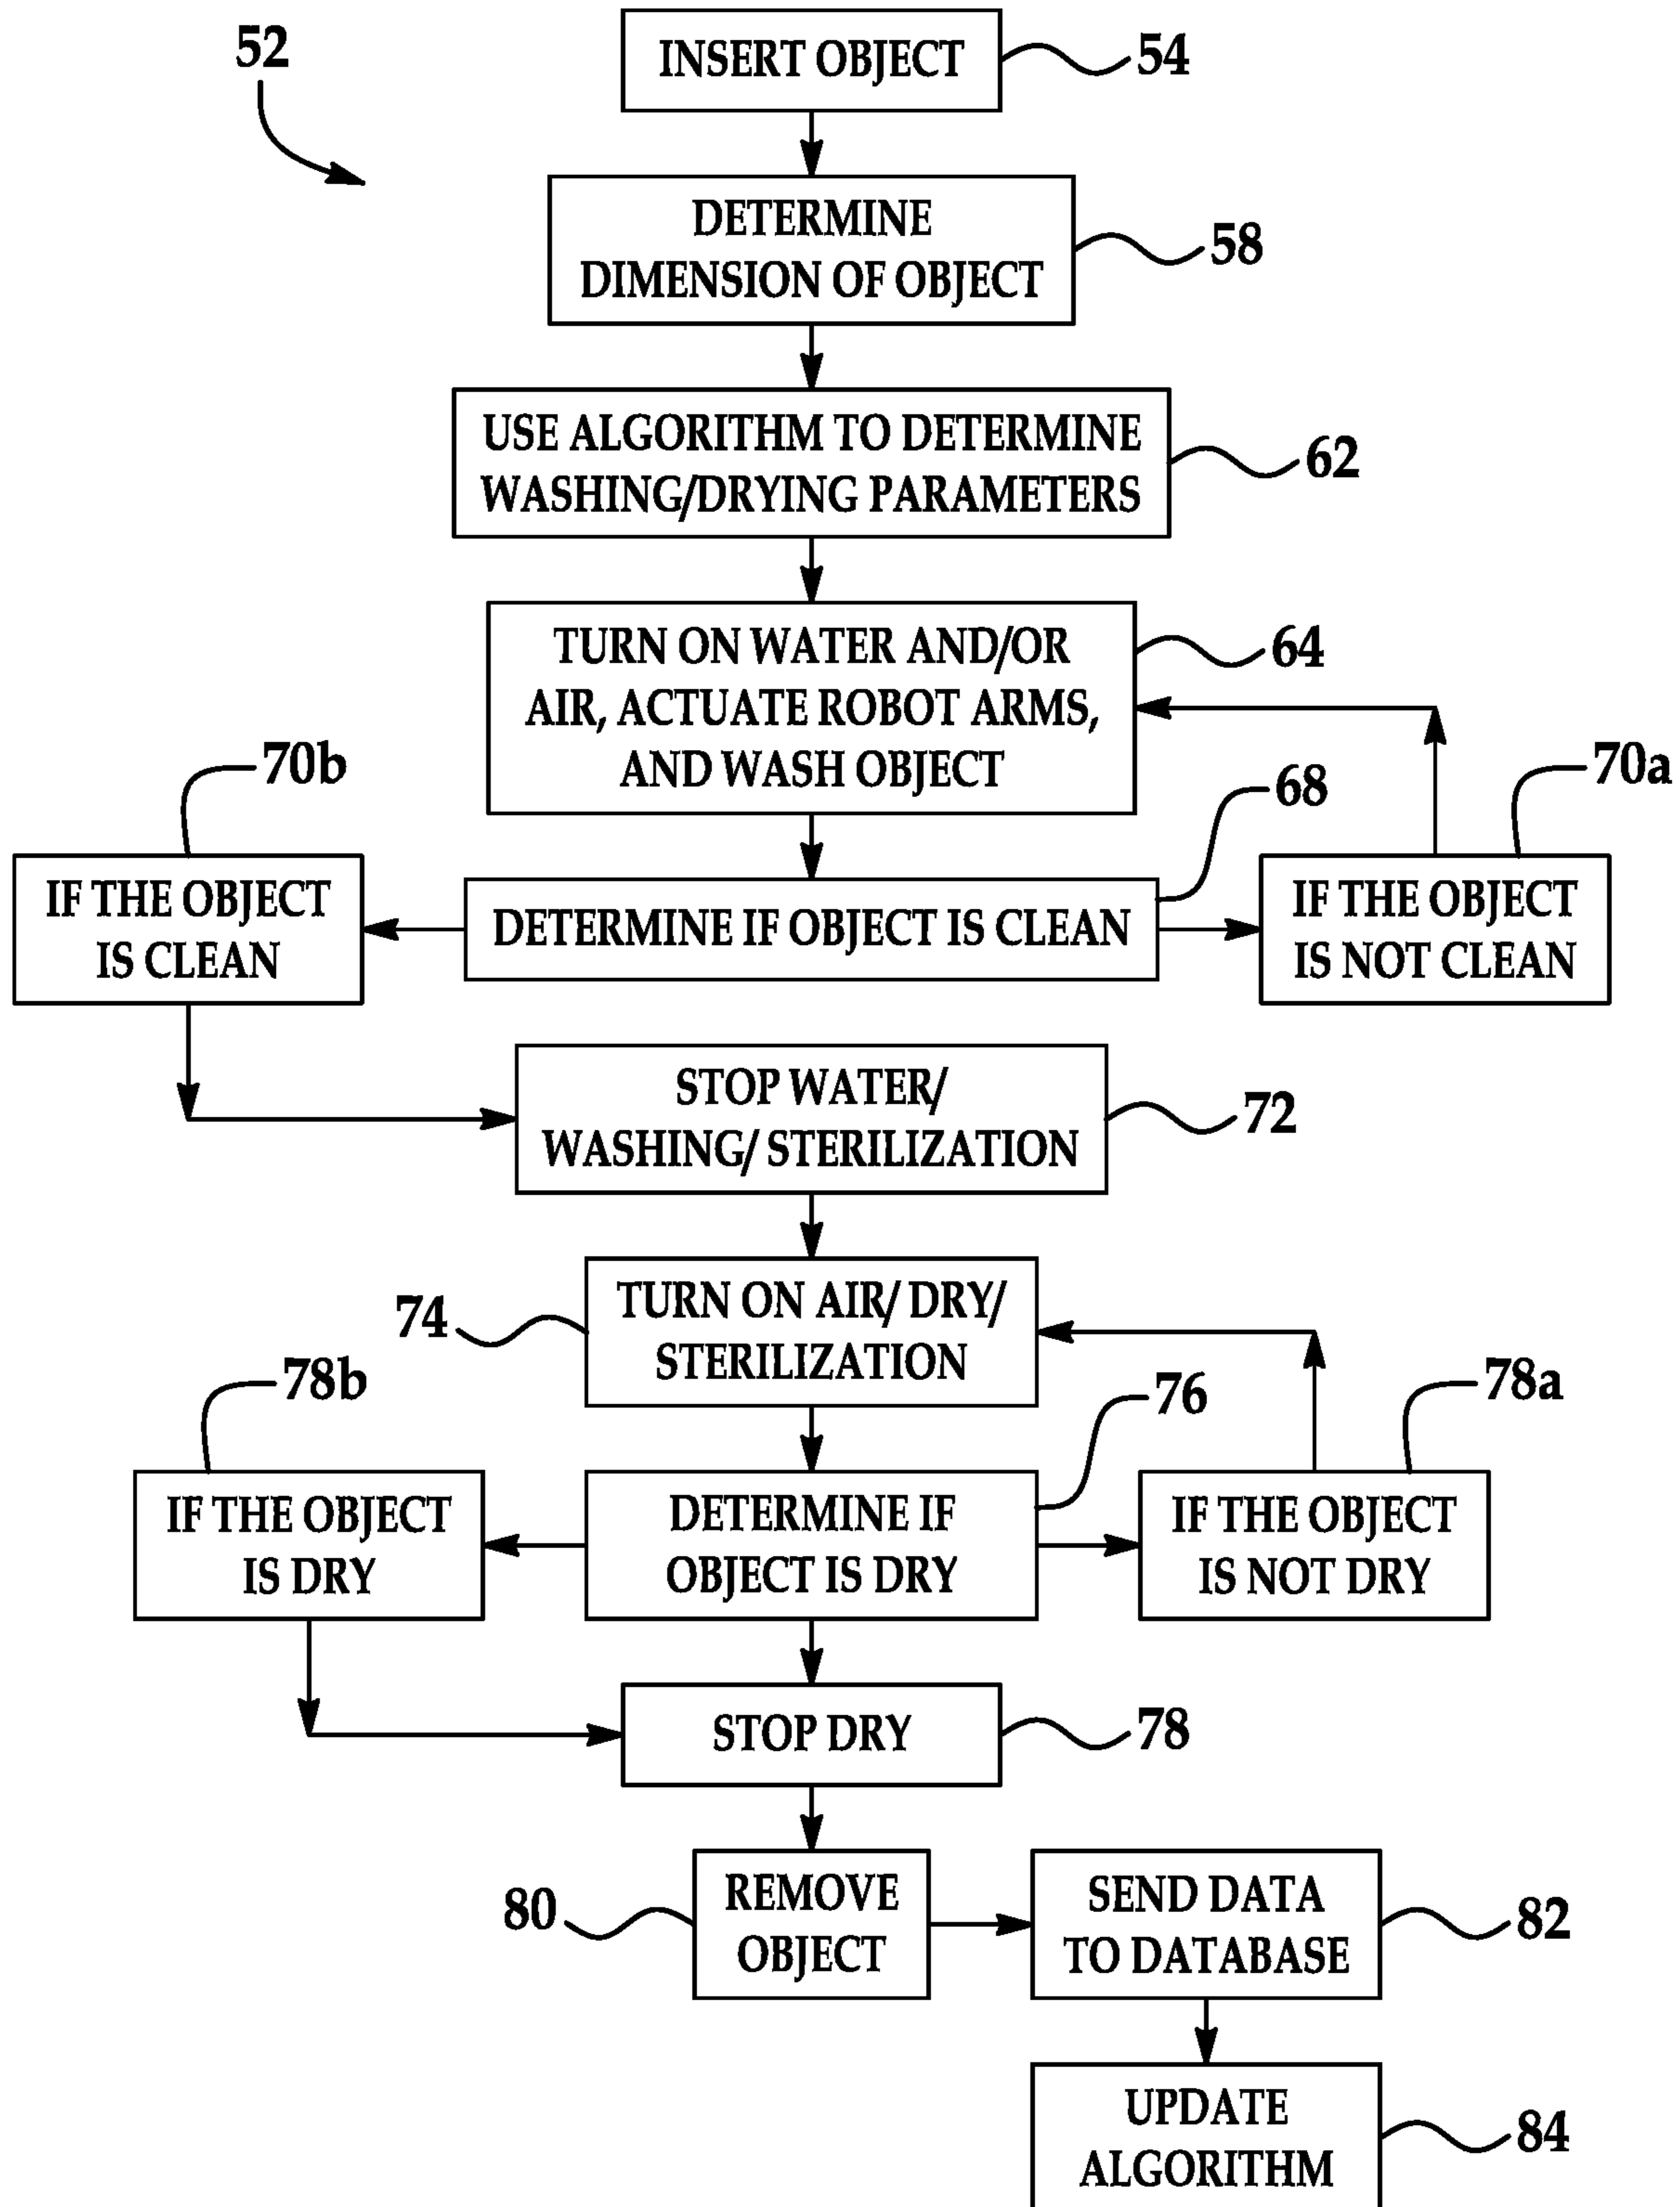 52
INSERT OBJECT
54
DETERMINE
DIMENSION OF OBJECT
58
USE ALGORITHM TO DETERMINE
WASHING/DRYING PARAMETERS
62
TURN ON WATER AND/OR
AIR, ACTUATE ROBOT ARMS,
AND WASH OBJECT
64
70b
68
70a
IF THE OBJECT
IS CLEAN
DETERMINE IF OBJECT IS CLEAN
IF THE OBJECT
IS NOT CLEAN
STOP WATER/
WASHING/ STERILIZATION
72
74
TURN ON AIR/ DRY/
STERILIZATION
78b
76
78a
IF THE OBJECT
IS DRY
DETERMINE IF
OBJECT IS DRY
IF THE OBJECT
IS NOT DRY
STOP DRY
78
80
REMOVE
OBJECT
SEND DATA
TO DATABASE
82
UPDATE
ALGORITHM
84